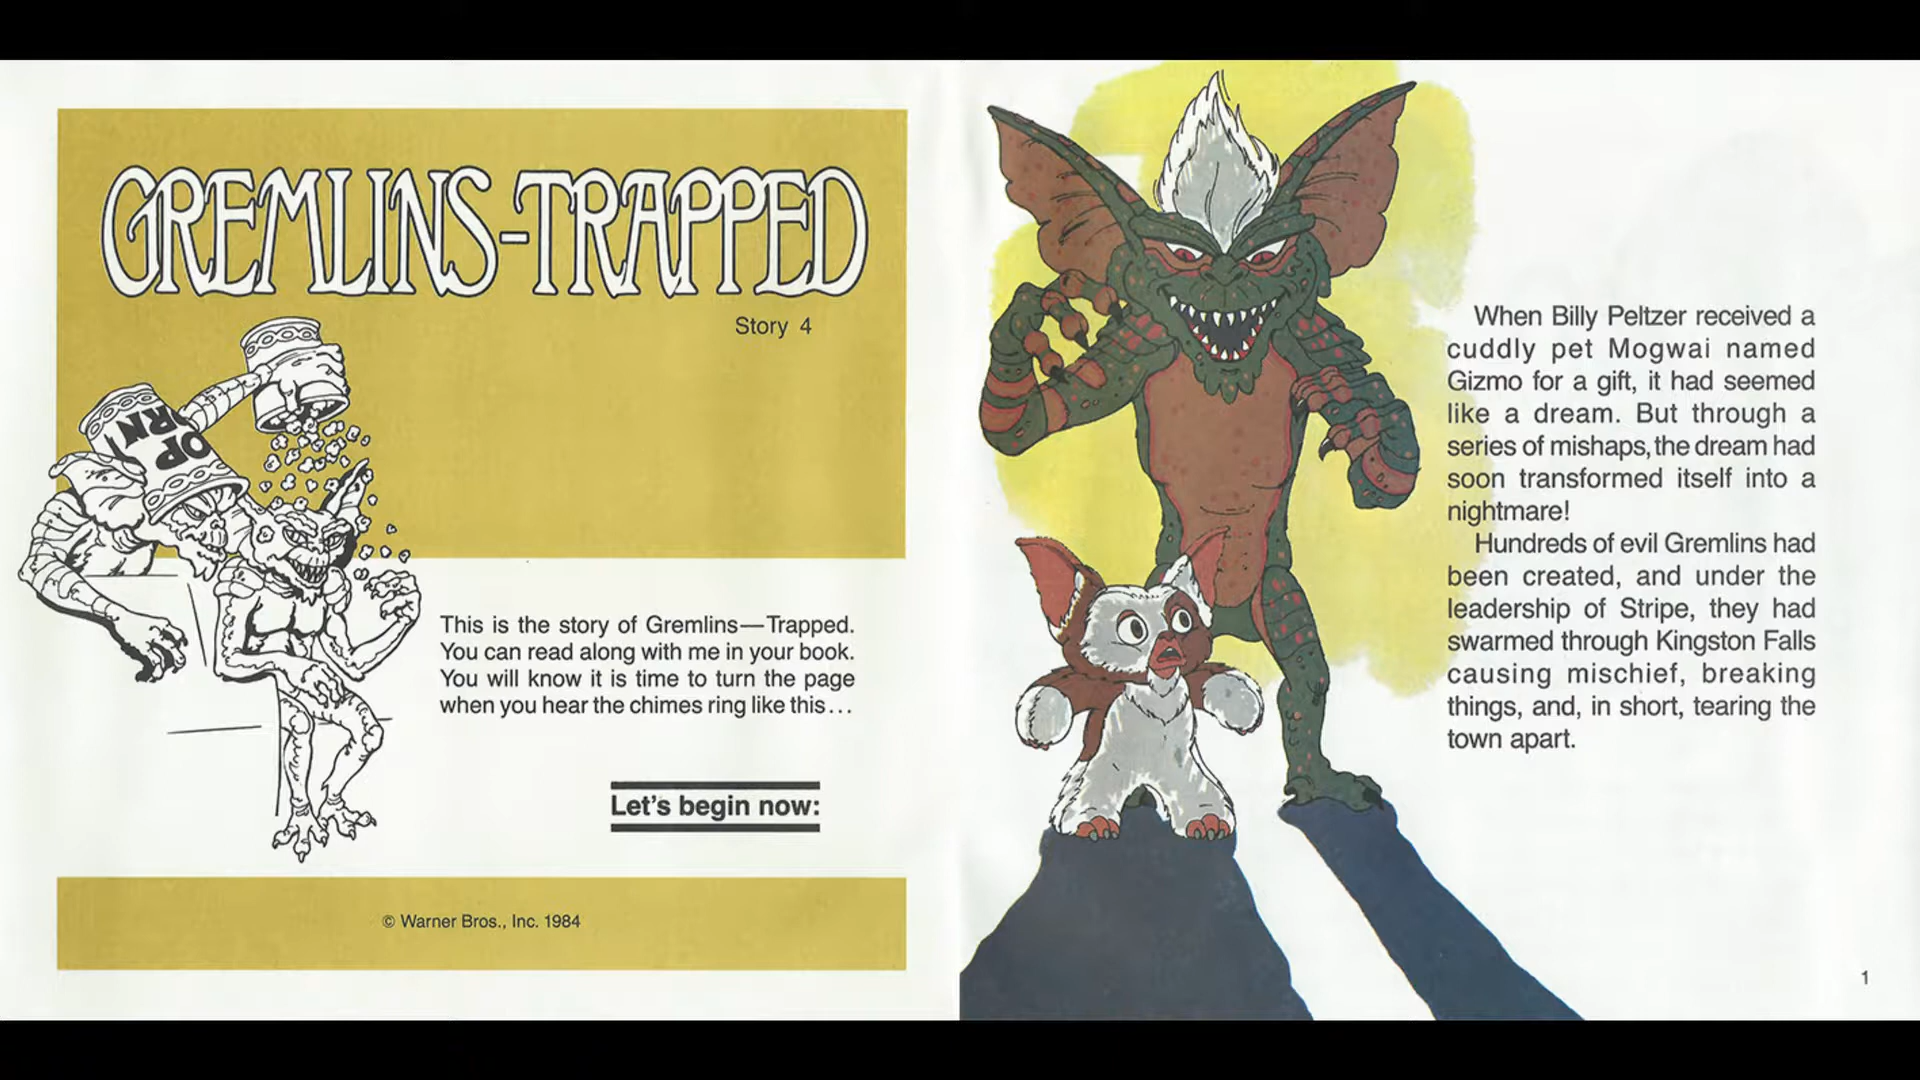 GREMLINS-TRAPPED
Story 4
POP
RN
This is the story of Gremlins—Trapped.
You can read along with me in your book.
You will know it is time to turn the page
when you hear the chimes ring like this...
Let's begin now:
© Warner Bros., Inc. 1984
When Billy Peltzer received a
cuddly pet Mogwai named
Gizmo for a gift, it had seemed
like a dream. But through a
series of mishaps, the dream had
soon transformed itself into a
nightmare!
Hundreds of evil Gremlins had
been created, and under the
leadership of Stripe, they had
swarmed through Kingston Falls
causing mischief, breaking
things, and, in short, tearing the
town apart.
1